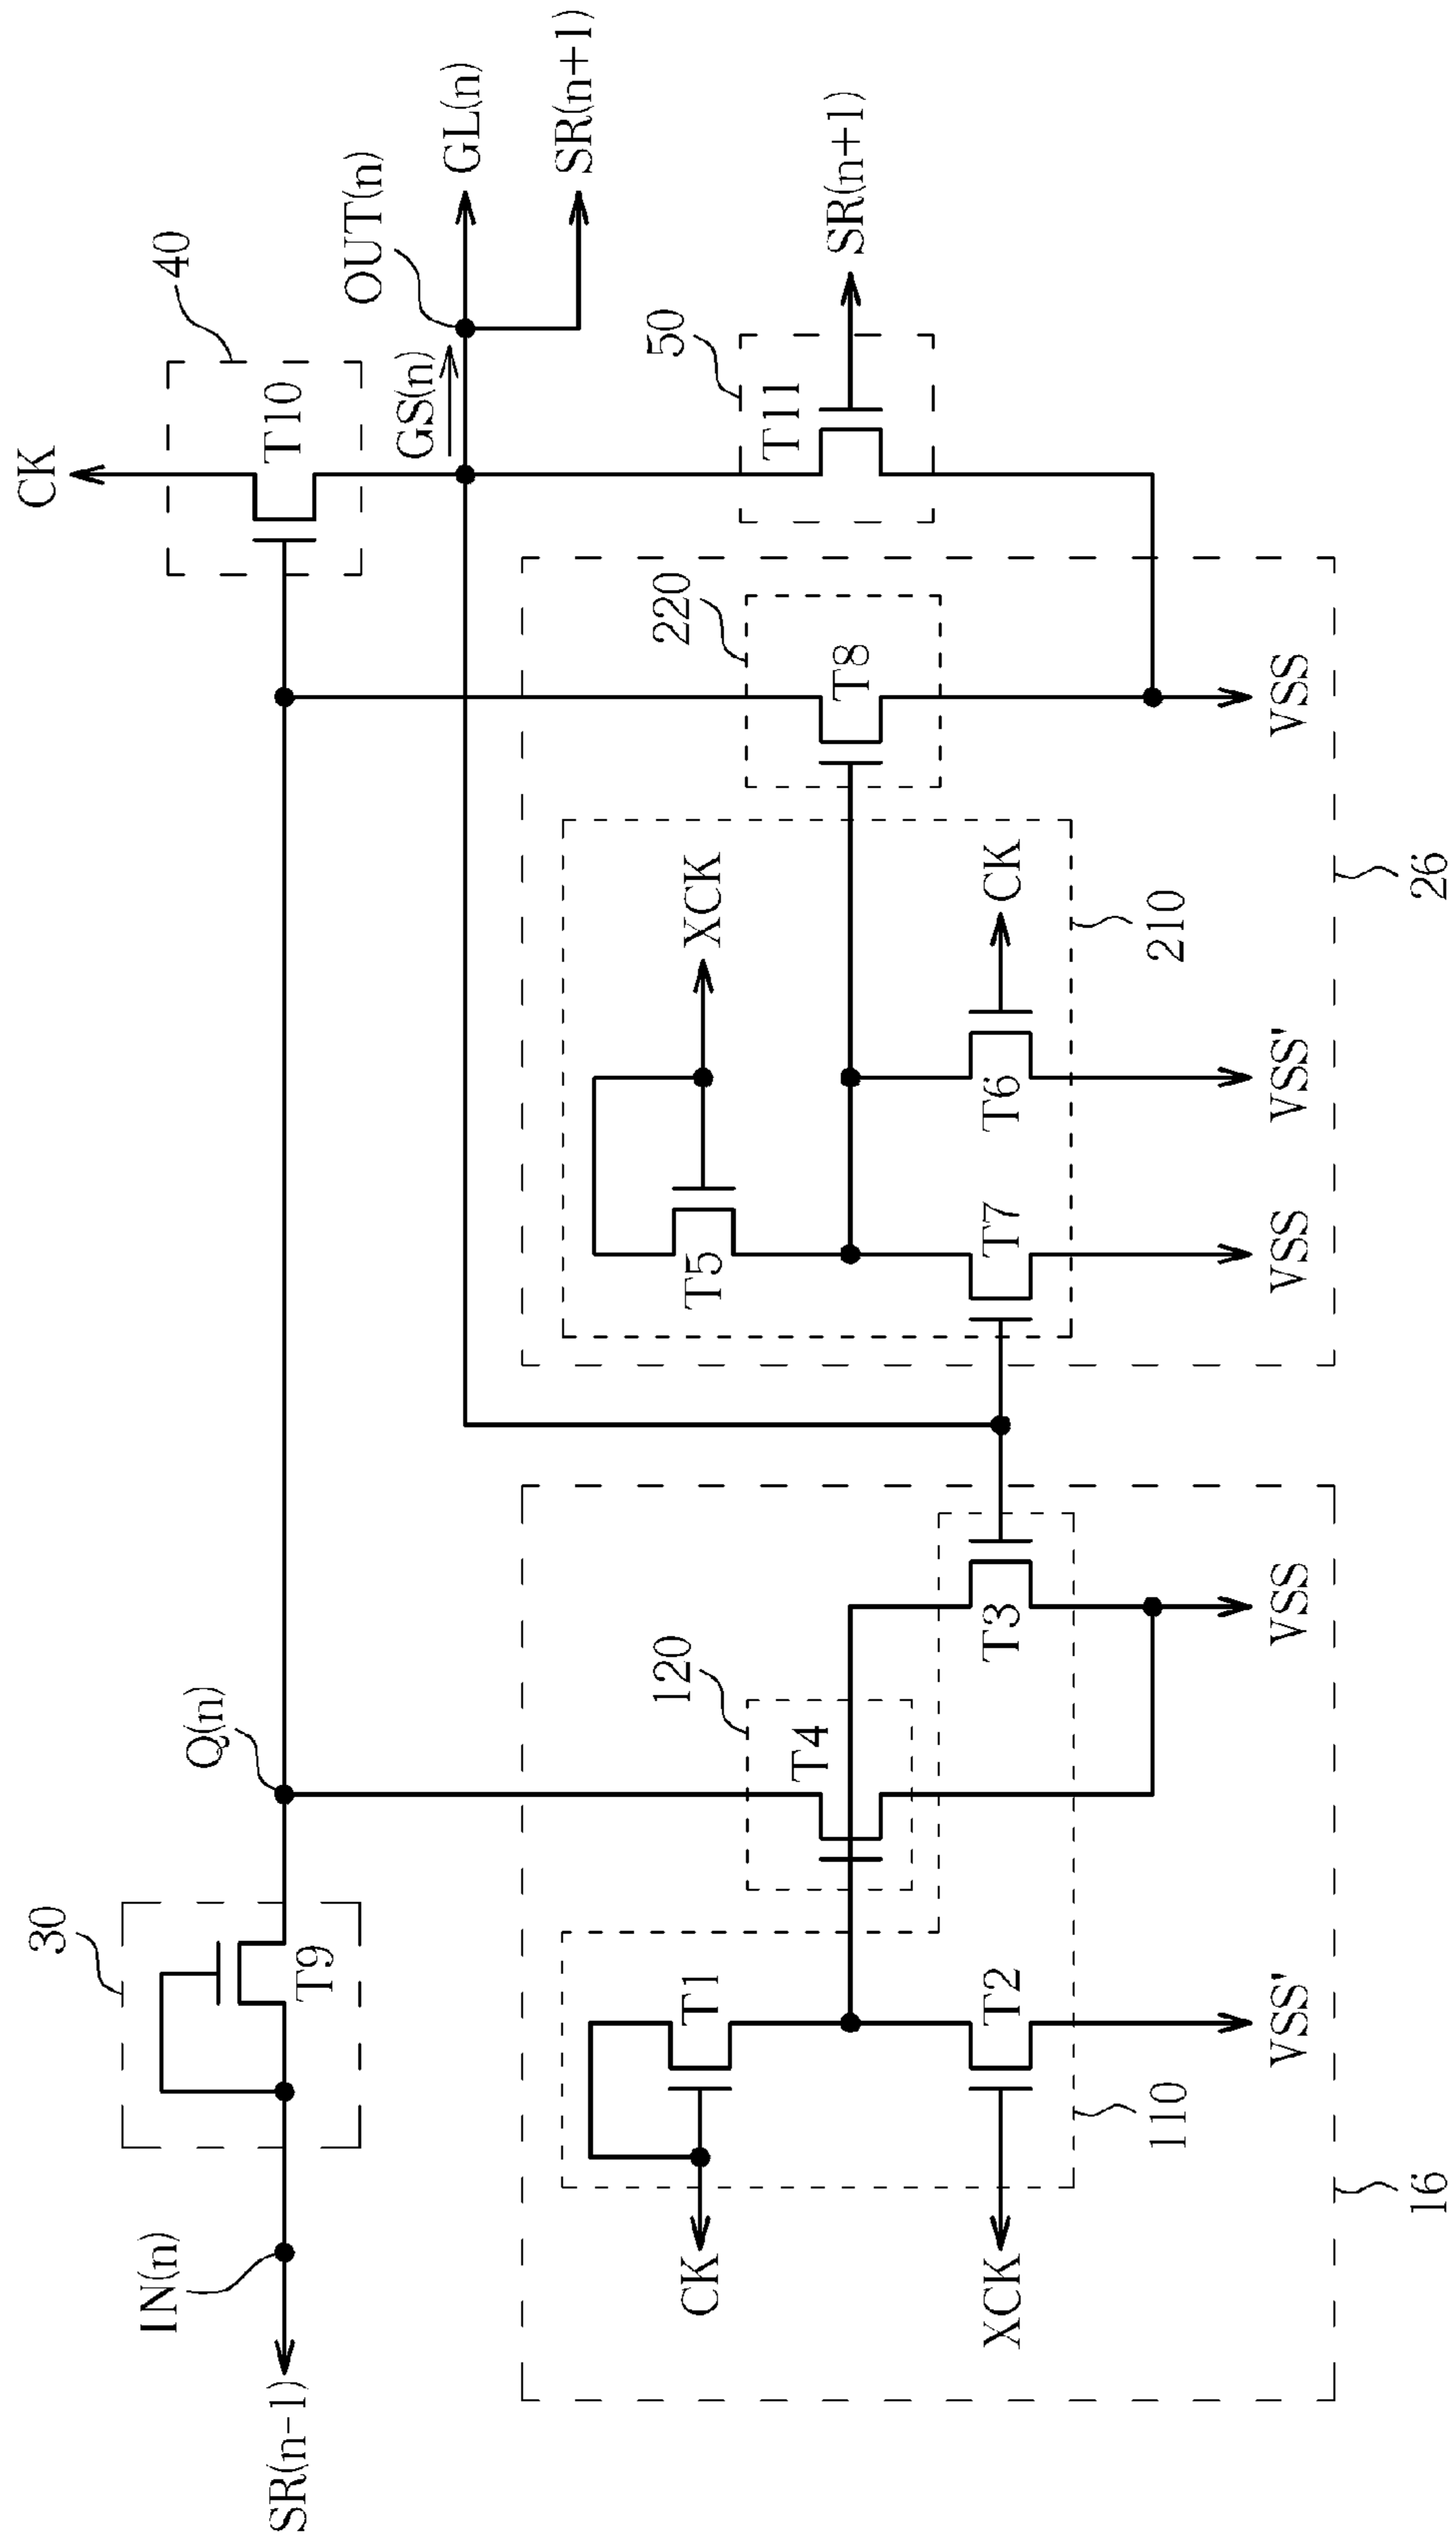 CK
40
T10
GS(n)
OUT(n)
GL(n)
SR(n+1)
SR(n+1)
50
T11
220
T8
XCK
CK
T5
T6
T7
210
VSS
VSS'
VSS
26
30
T9
Q(n)
IN(n)
SR(n-1)
120
T4
T3
T1
T2
CK
XCK
110
VSS
VSS'
16